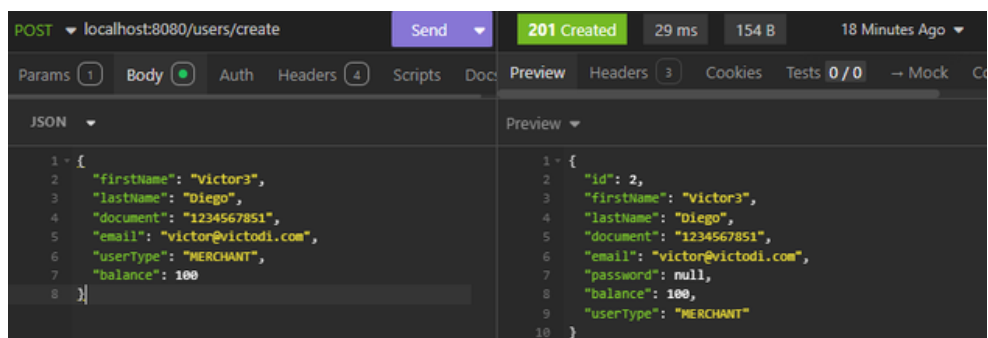 POST localhost:8080/users/create Send
201 Created 29 ms 154 B 18 Minutes Ago
Params 1 Body Auth Headers 4 Scripts
Preview Headers 3 Cookies Tests 0 / 0 → Mock
JSON
1 {
2 "firstName": "Victor3",
3 "lastName": "Diego",
4 "document": "1234567851",
5 "email": "victor@victodi.com",
6 "userType": "MERCHANT",
7 "balance": 100
8 }
Preview
1 {
2 "id": 2,
3 "firstName": "Victor3",
4 "lastName": "Diego",
5 "document": "1234567851",
6 "email": "victor@victodi.com",
7 "password": null,
8 "balance": 100,
9 "userType": "MERCHANT"
10 }